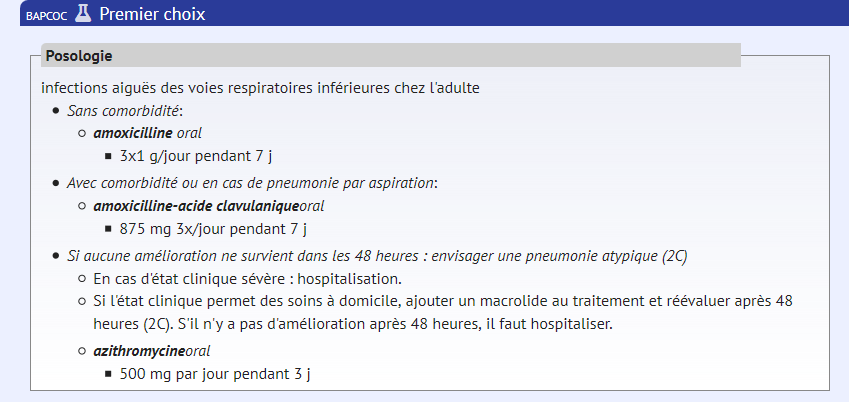 BAPCOC Premier choix
Posologie
infections aiguës des voies respiratoires inférieures chez l'adulte
• Sans comorbidité:
○ amoxicilline oral
▪ 3x1 g/jour pendant 7 j
• Avec comorbidité ou en cas de pneumonie par aspiration:
○ amoxicilline-acide clavulaniqueoral
▪ 875 mg 3x/jour pendant 7 j
• Si aucune amélioration ne survient dans les 48 heures : envisager une pneumonie atypique (2C)
○ En cas d'état clinique sévère : hospitalisation.
○ Si l'état clinique permet des soins à domicile, ajouter un macrolide au traitement et réévaluer après 48
heures (2C). S'il n'y a pas d'amélioration après 48 heures, il faut hospitaliser.
○ azithromycineoral
▪ 500 mg par jour pendant 3 j